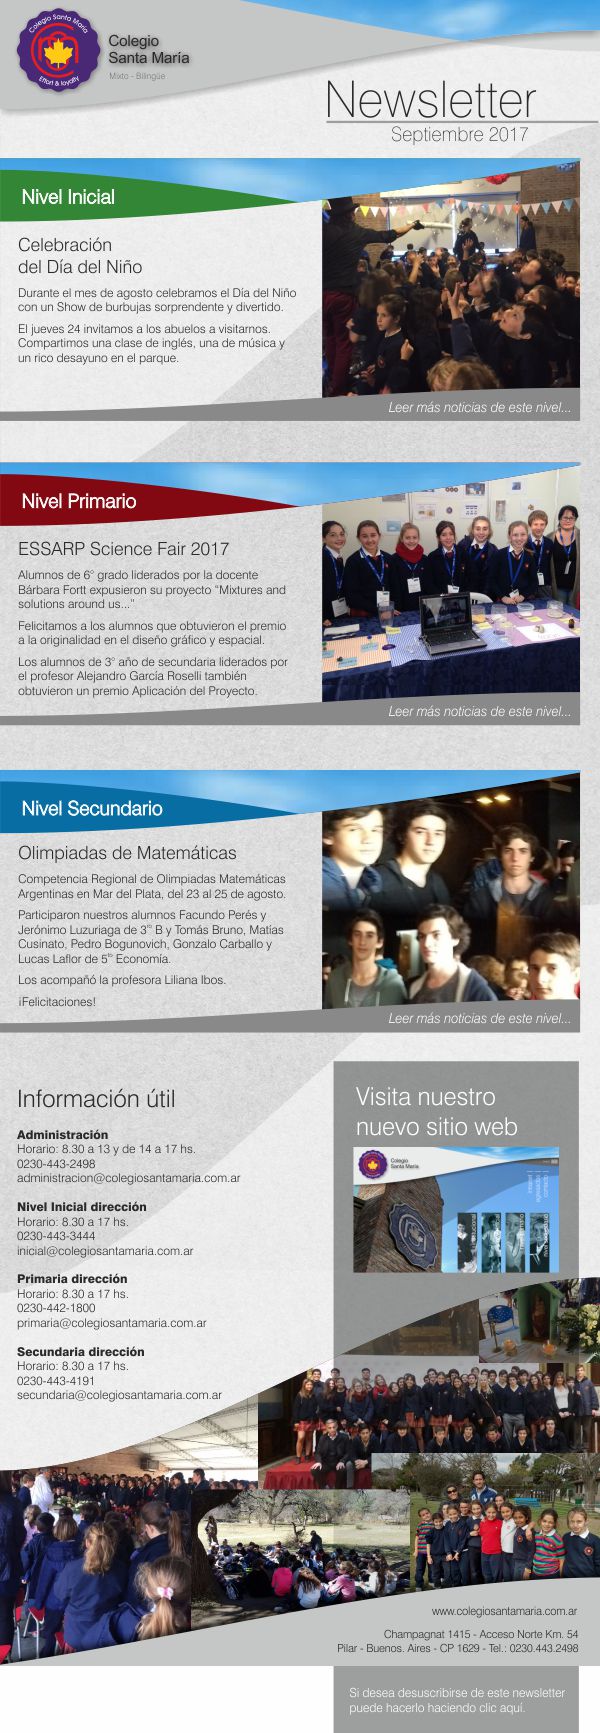 Colegio Santa María
Effort & loyalty
Colegio
Santa María
Mixto - Bilingüe
Newsletter
Septiembre 2017
Nivel Inicial
Celebración
del Día del Niño
Durante el mes de agosto celebramos el Día del Niño
con un Show de burbujas sorprendente y divertido.
El jueves 24 invitamos a los abuelos a visitarnos.
Compartimos una clase de inglés, una de música y
un rico desayuno en el parque.
Leer más noticias de este nivel...
Nivel Primario
ESSARP Science Fair 2017
Alumnos de 6° grado liderados por la docente
Bárbara Fortt expusieron su proyecto “Mixtures and
solutions around us...”
Felicitamos a los alumnos que obtuvieron el premio
a la originalidad en el diseño gráfico y espacial.
Los alumnos de 3° año de secundaria liderados por
el profesor Alejandro García Roselli también
obtuvieron un premio Aplicación del Proyecto.
Leer más noticias de este nivel...
Nivel Secundario
Olimpiadas de Matemáticas
Competencia Regional de Olimpiadas Matemáticas
Argentinas en Mar del Plata, del 23 al 25 de agosto.
Participaron nuestros alumnos Facundo Perés y
Jerónimo Luzuriaga de 3ro B y Tomás Bruno, Matías
Cusinato, Pedro Bogunovich, Gonzalo Carballo y
Lucas Laflor de 5to Economía.
Los acompañó la profesora Liliana Ibos.
¡Felicitaciones!
Leer más noticias de este nivel...
Información útil
Administración
Horario: 8.30 a 13 y de 14 a 17 hs.
0230-443-2498
administracion@colegiosantamaria.com.ar
Nivel Inicial dirección
Horario: 8.30 a 17 hs.
0230-443-3444
inicial@colegiosantamaria.com.ar
Primaria dirección
Horario: 8.30 a 17 hs.
0230-442-1800
primaria@colegiosantamaria.com.ar
Secundaria dirección
Horario: 8.30 a 17 hs.
0230-443-4191
secundaria@colegiosantamaria.com.ar
Visita nuestro
nuevo sitio web
Colegio
Santa María
www.colegiosantamaria.com.ar
Champagnat 1415 - Acceso Norte Km. 54
Pilar - Buenos. Aires - CP 1629 - Tel.: 0230.443.2498
Si desea desuscribirse de este newsletter
puede hacerlo haciendo clic aquí.